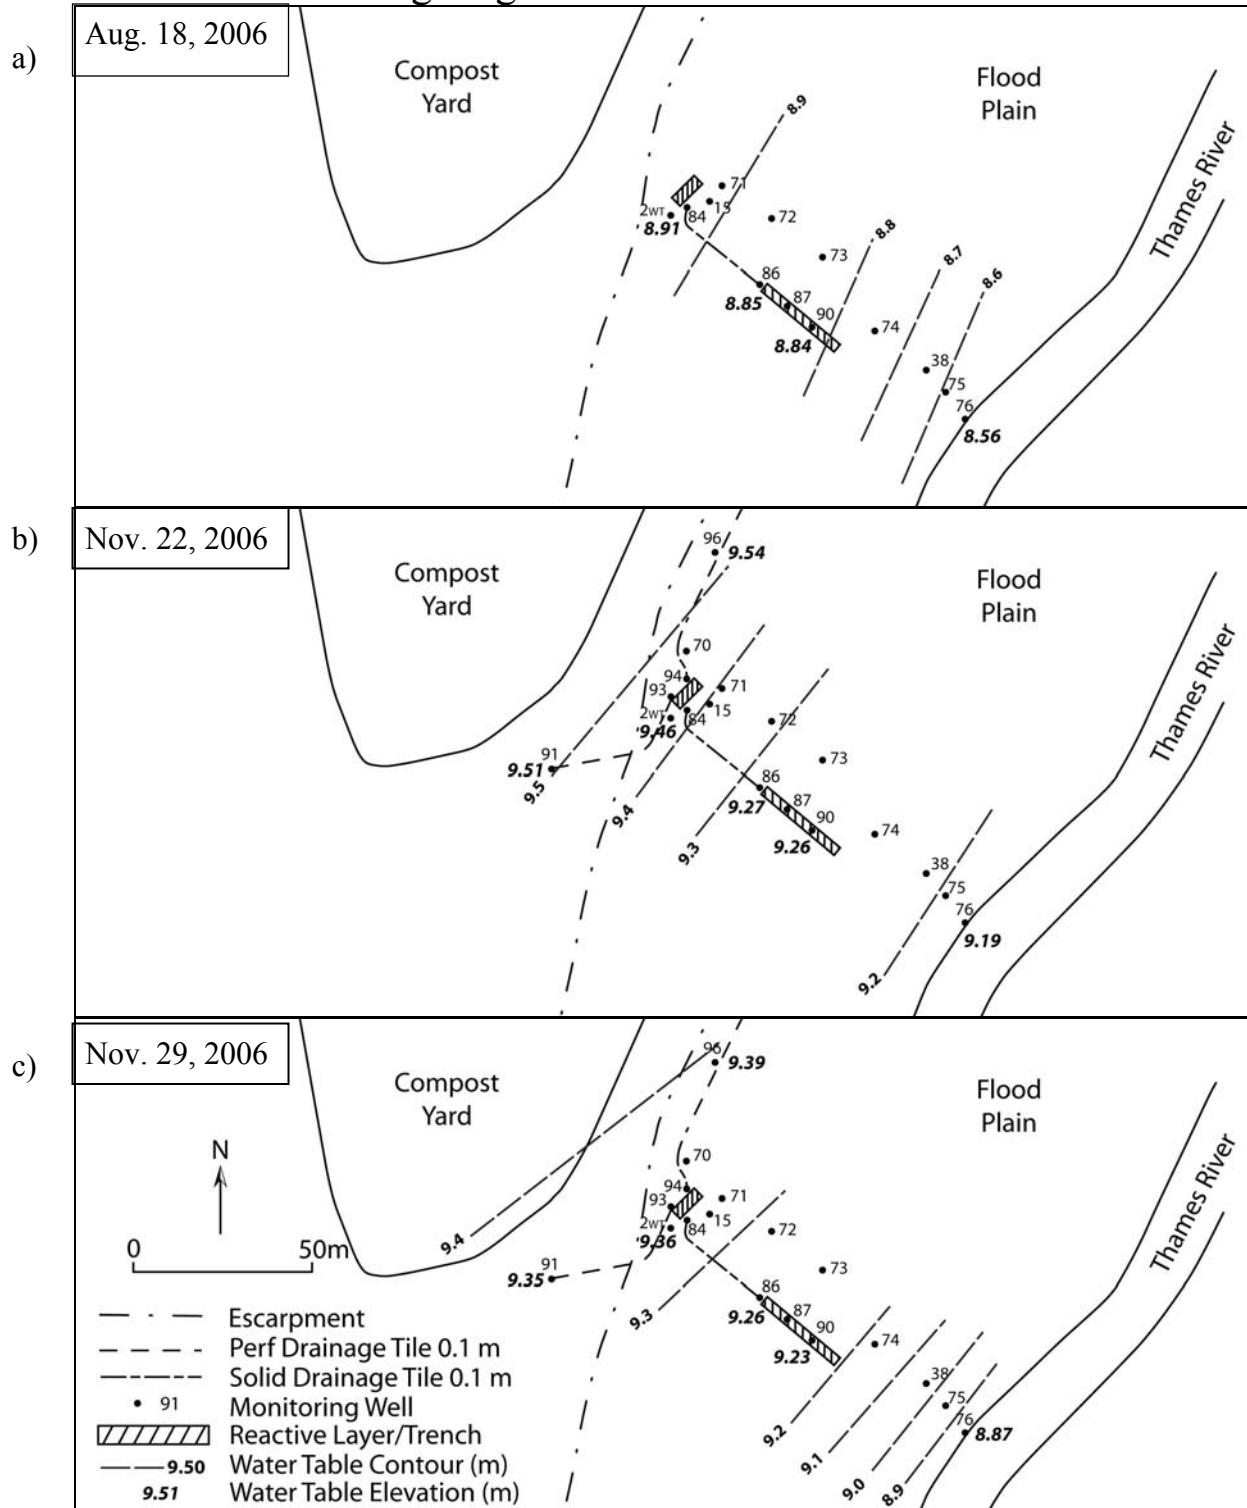 a)
Aug. 18, 2006
Compost
Yard
Flood
Plain
Thames River
8.9
71
2WT
84
15
8.91
72
73
8.8
86
8.85
87
90
8.84
8.7
8.6
74
38
75
76
8.56
b)
Nov. 22, 2006
96
9.54
Compost
Yard
Flood
Plain
Thames River
70
94
93
71
2WT
84
15
9.46
72
91
9.51
9.5
9.4
73
86
9.27
87
90
9.26
9.3
74
38
75
76
9.19
9.2
c)
Nov. 29, 2006
96
9.39
Compost
Yard
Flood
Plain
Thames River
N
70
94
93
71
2WT
84
15
9.36
72
9.4
0 50m
91
9.35
73
9.3
86
9.26
87
90
9.23
74
38
75
76
8.87
9.2
9.1
9.0
8.9
Escarpment
Perf Drainage Tile 0.1 m
Solid Drainage Tile 0.1 m
91 Monitoring Well
Reactive Layer/Trench
9.50 Water Table Contour (m)
9.51 Water Table Elevation (m)